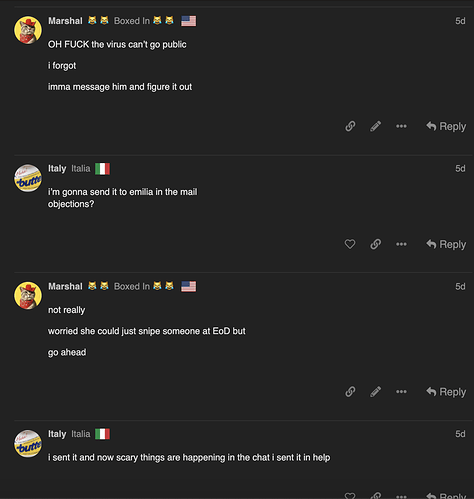 Marshal 😹 😹 Boxed In 😹 😹 🇺🇸 5d
OH FUCK the virus can't go public
i forgot
imma message him and figure it out
Reply
Italy Italia 🇮🇹 5d
i'm gonna send it to emilia in the mail
objections?
Reply
Marshal 😹 😹 Boxed In 😹 😹 🇺🇸 5d
not really
worried she could just snipe someone at EoD but
go ahead
Reply
Italy Italia 🇮🇹 5d
i sent it and now scary things are happening in the chat i sent it in help
Reply